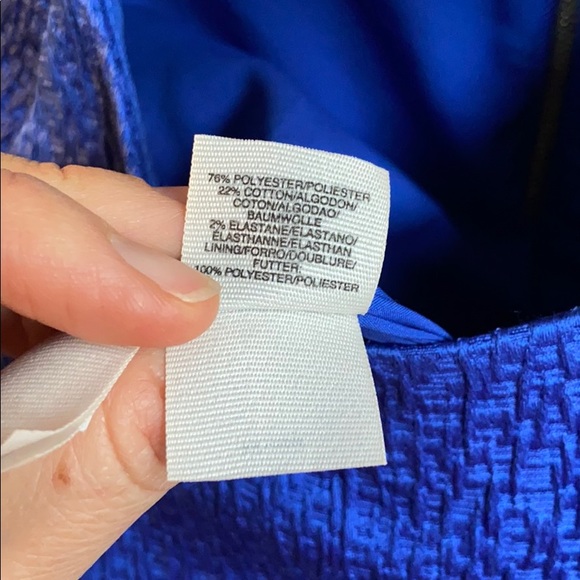 76% POLYESTER/POLIESTER
22% COTTON/ALGODON/
COTON/ALGODAO/
BAUMWOLLE
2% ELASTANE/ELASTANO/
ELASTHANNE/ELASTHAN
LINING/FORRO/DOUBLURE/
FUTTER
100% POLYESTER/POLIESTER